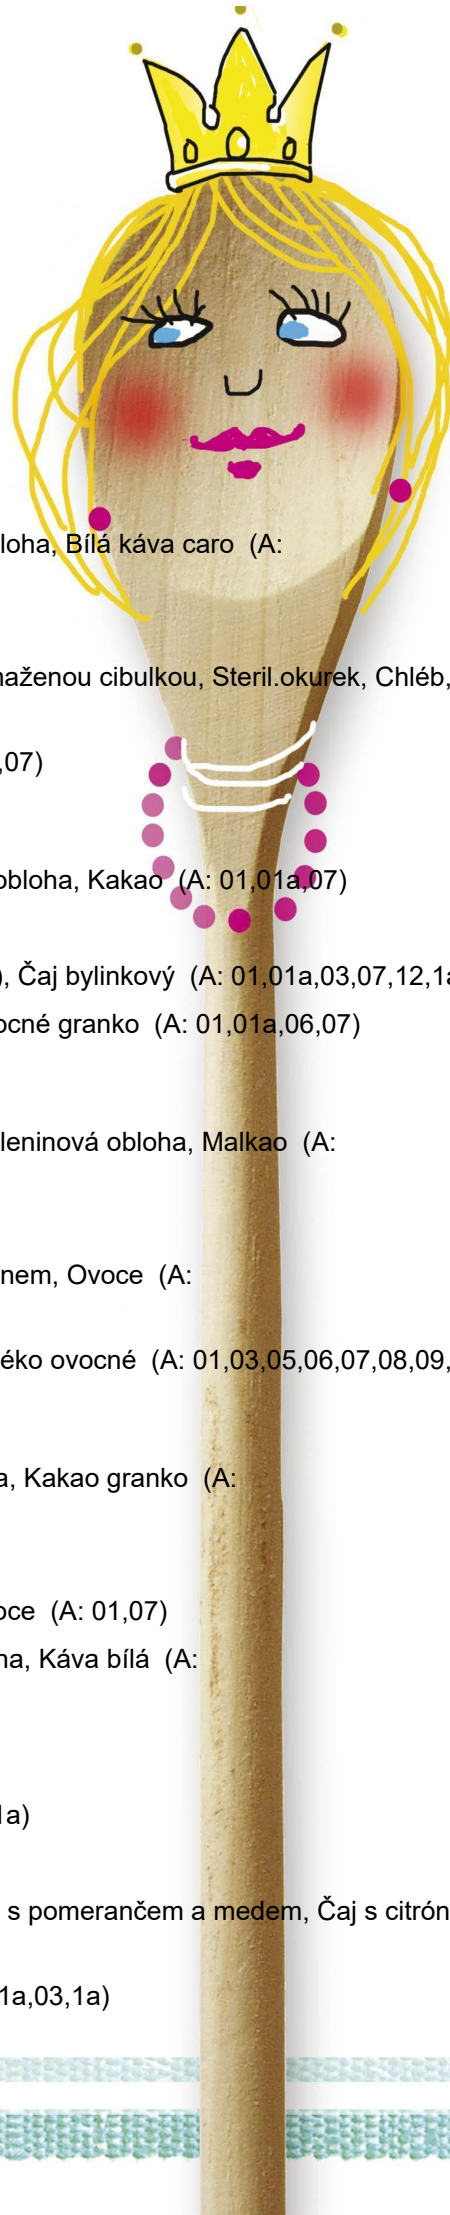 loha, Bílá káva caro (A:
naženou cibulkou, Steril.okurek, Chléb,
,07)
obloha, Kakao (A: 01,01a,07)
), Čaj bylinkový (A: 01,01a,03,07,12,1a
ocné granko (A: 01,01a,06,07)
leninová obloha, Malkao (A:
nem, Ovoce (A:
éko ovocné (A: 01,03,05,06,07,08,09,
a, Kakao granko (A:
oce (A: 01,07)
na, Káva bílá (A:
1a)
s pomerančem a medem, Čaj s citrón
1a,03,1a)